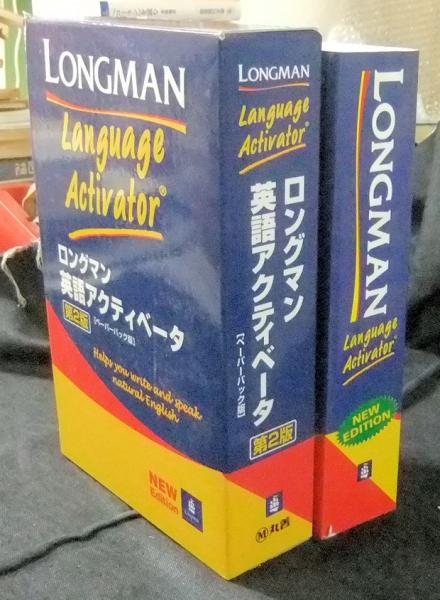 LONGMAN
Language
Activator®
ロングマン
英語アクティベータ
第2版 [ペーパーバック版]
Helps you write and speak
natural English
NEW
Edition
LONGMAN
Language
Activator®
ロングマン
英語アクティベータ
[ペーパーバック版]
第2版
M丸善
LONGMAN
Language
Activator®
NEW
EDITION